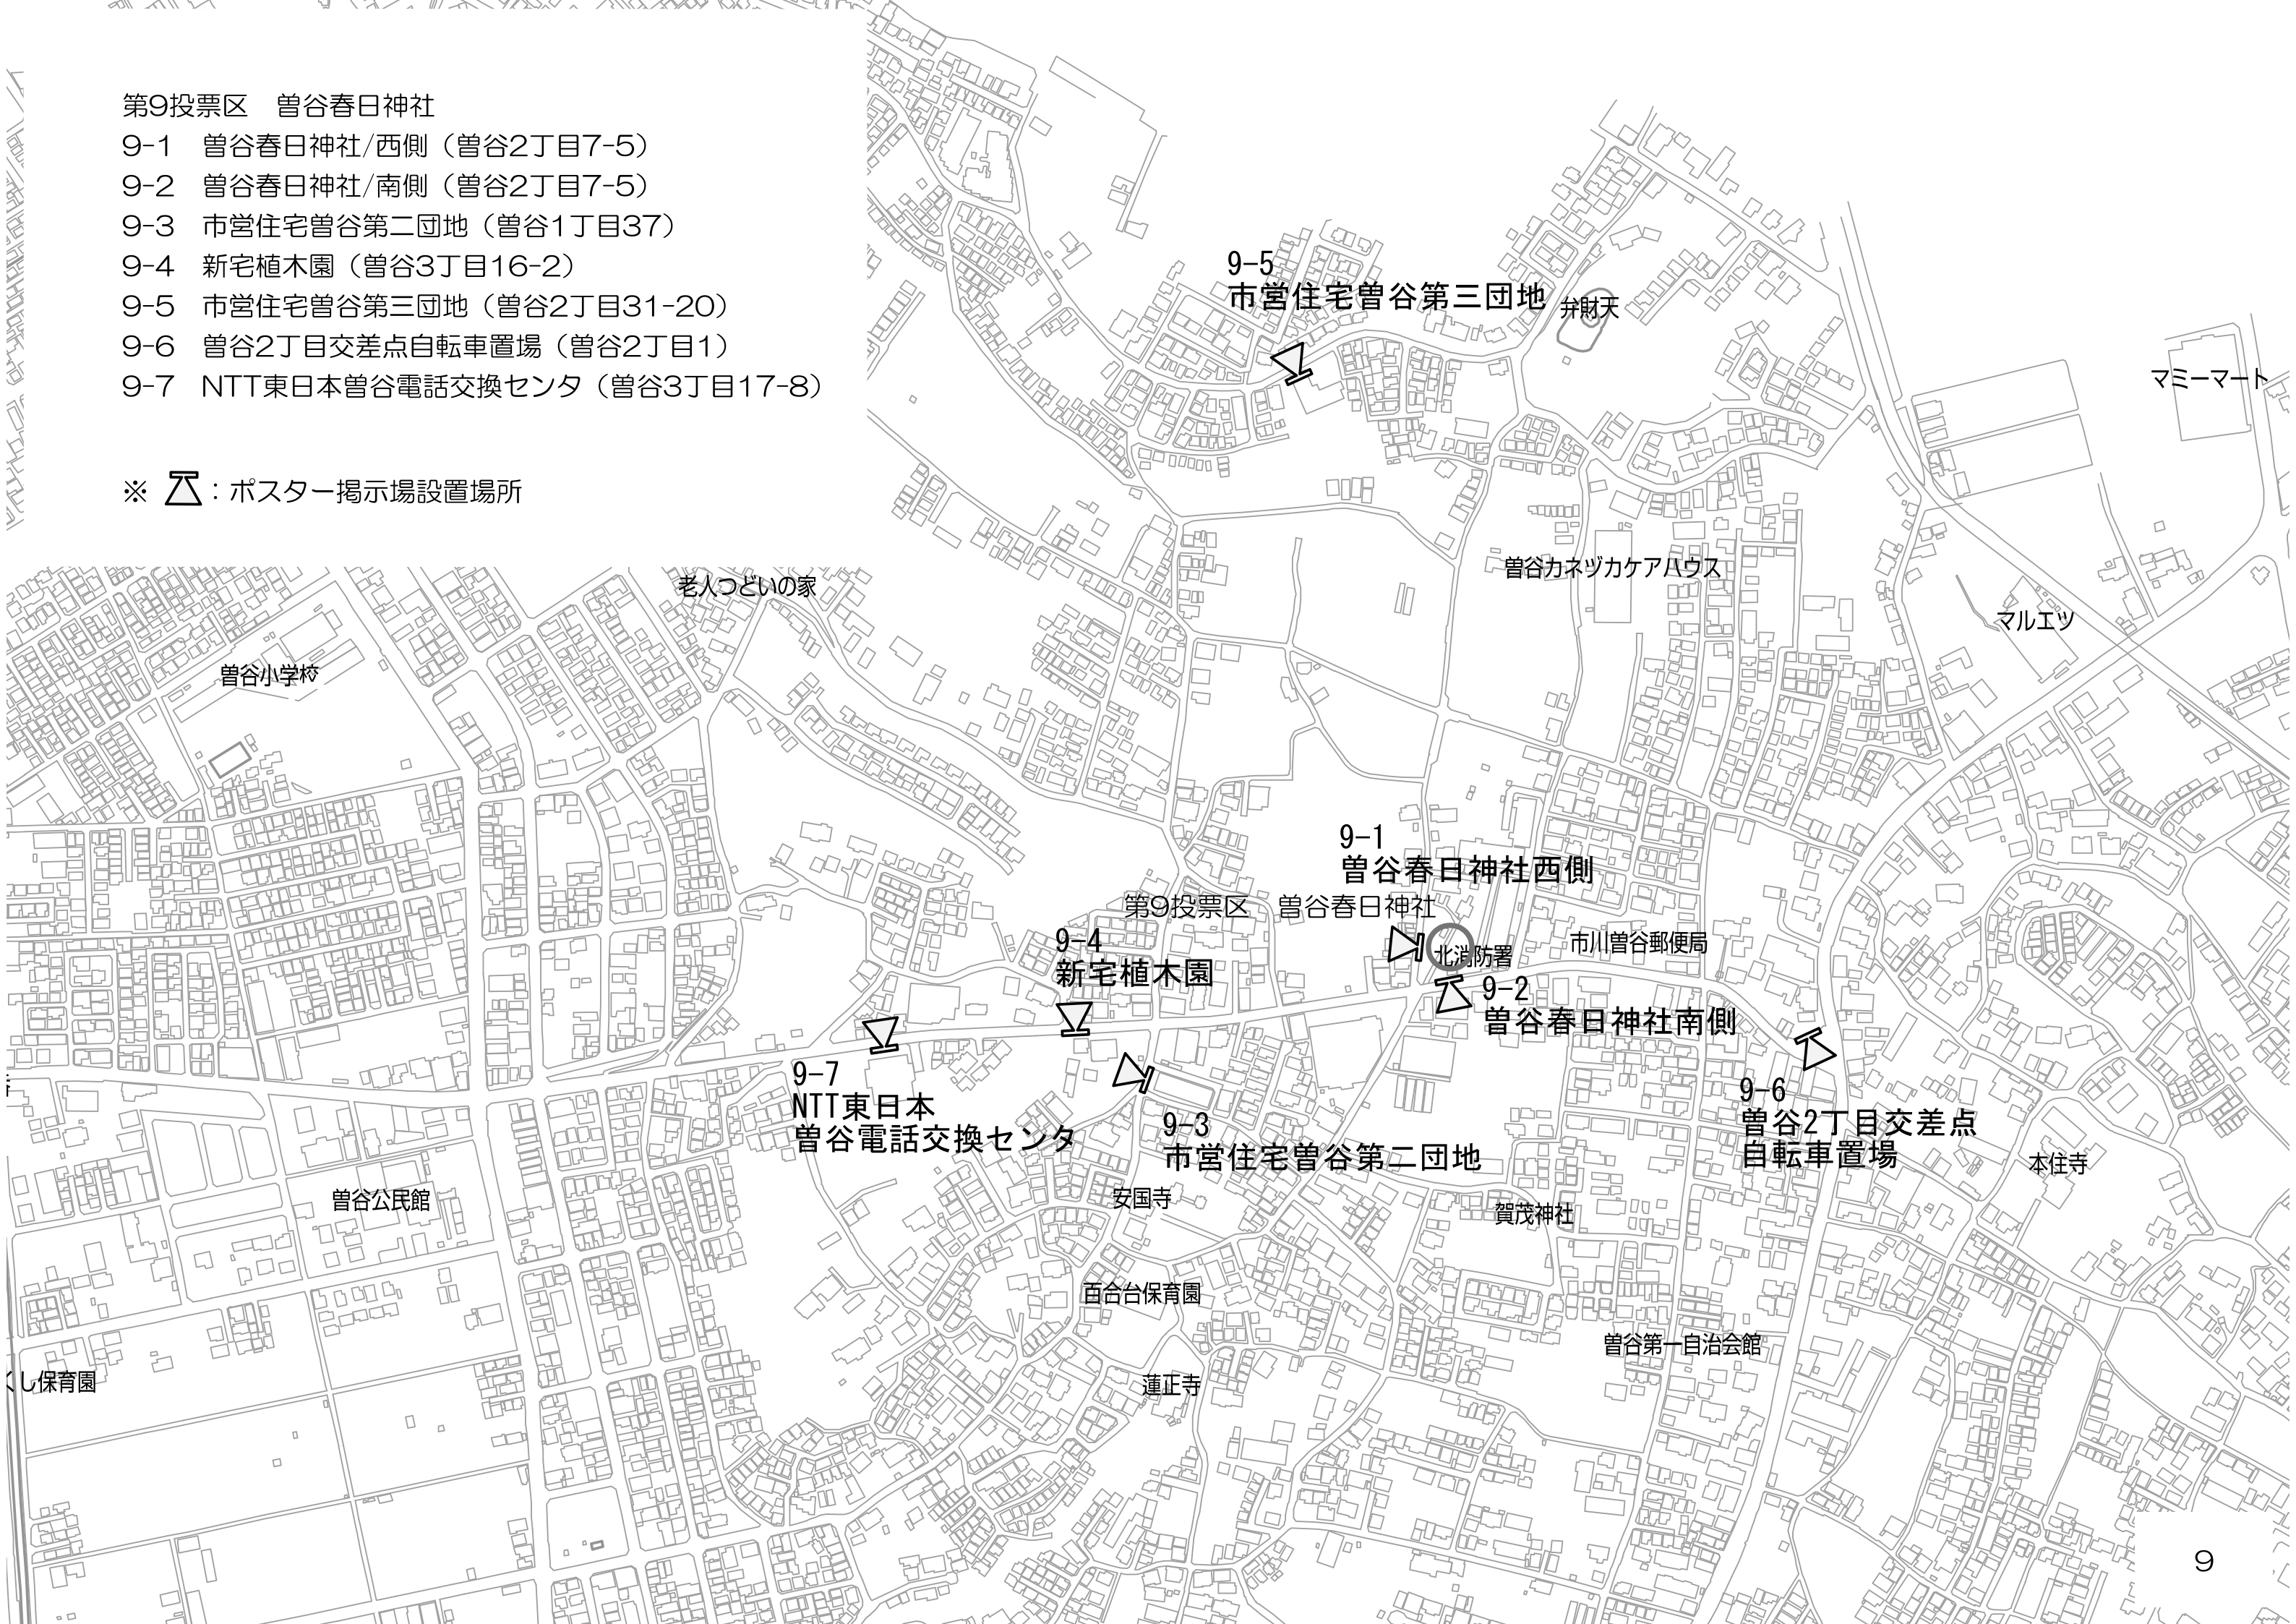 第9投票区　曽谷春日神社
9-1　曽谷春日神社/西側（曽谷2丁目7-5）
9-2　曽谷春日神社/南側（曽谷2丁目7-5）
9-3　市営住宅曽谷第二団地（曽谷1丁目37）
9-4　新宅植木園（曽谷3丁目16-2）
9-5　市営住宅曽谷第三団地（曽谷2丁目31-20）
9-6　曽谷2丁目交差点自転車置場（曽谷2丁目1）
9-7　NTT東日本曽谷電話交換センタ（曽谷3丁目17-8）
※　：ポスター掲示場設置場所
9-5
市営住宅曽谷第三団地
弁財天
マミーマート
曽谷カネヅカケアハウス
老人つどいの家
マルエツ
曽谷小学校
9-1
曽谷春日神社西側
第9投票区　曽谷春日神社
北消防署
市川曽谷郵便局
9-4
新宅植木園
9-2
曽谷春日神社南側
9-7
NTT東日本
曽谷電話交換センタ
9-3
市営住宅曽谷第二団地
9-6
曽谷2丁目交差点
自転車置場
本住寺
安国寺
曽谷公民館
賀茂神社
百合台保育園
曽谷第一自治会館
くし保育園
蓮正寺
9